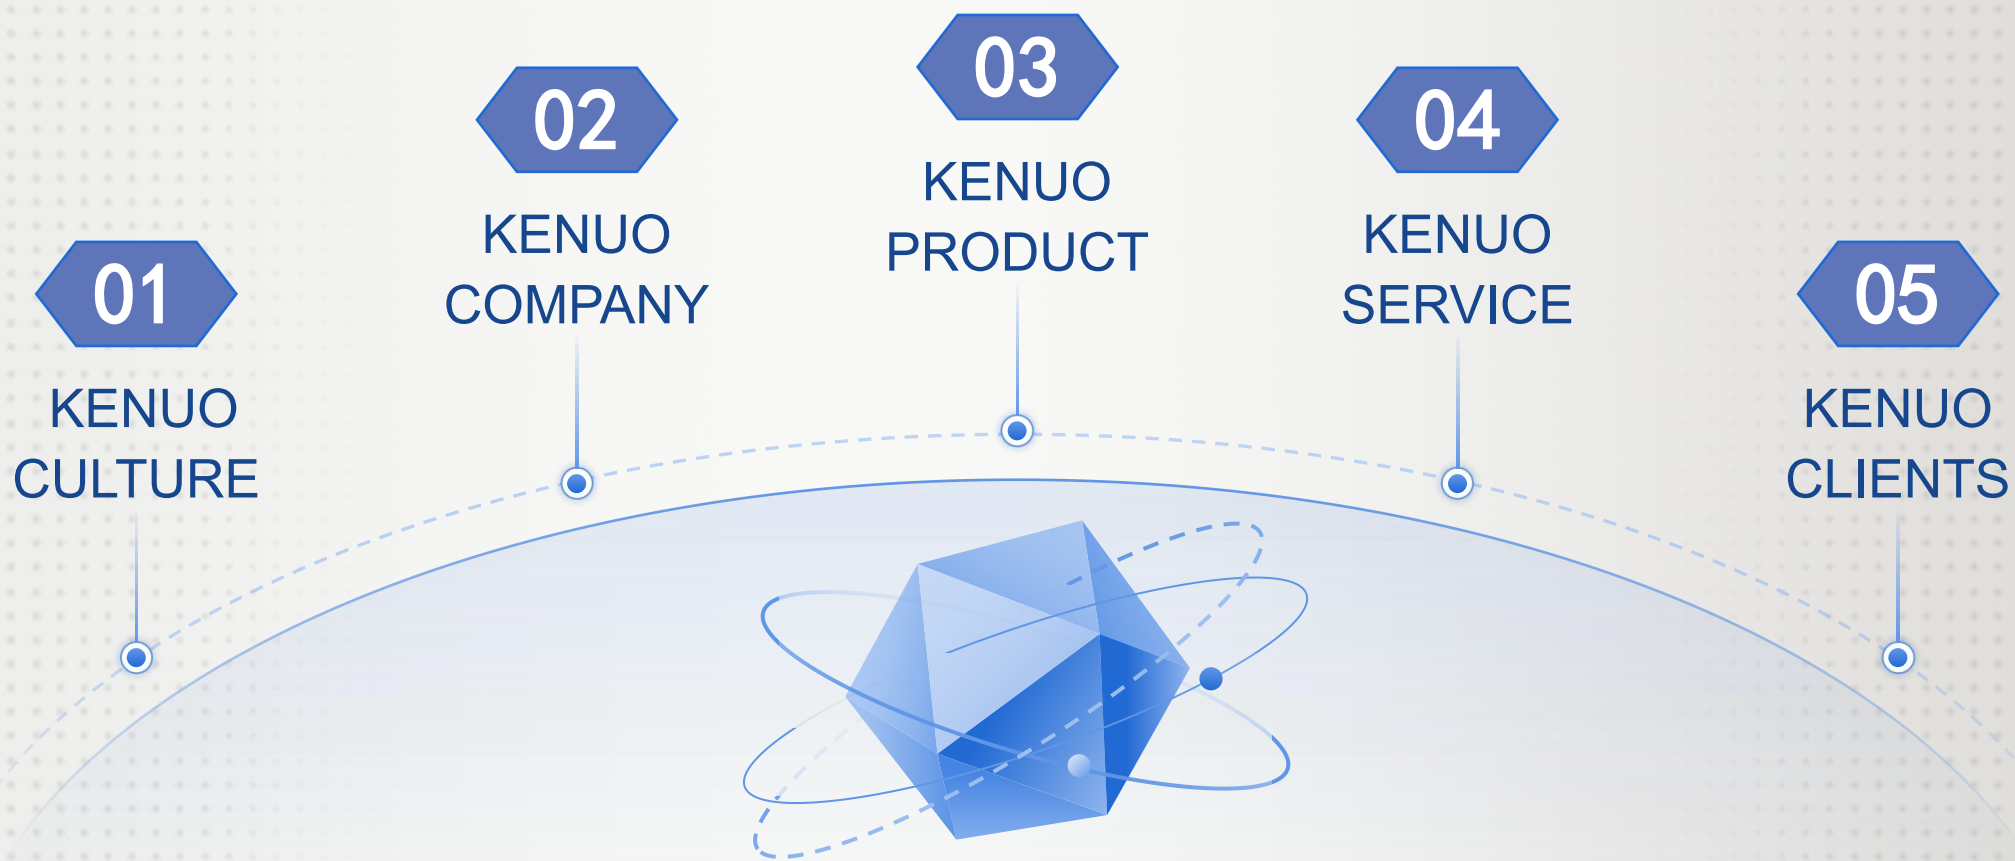 01
KENUO
CULTURE
02
KENUO
COMPANY
03
KENUO
PRODUCT
04
KENUO
SERVICE
05
KENUO
CLIENTS